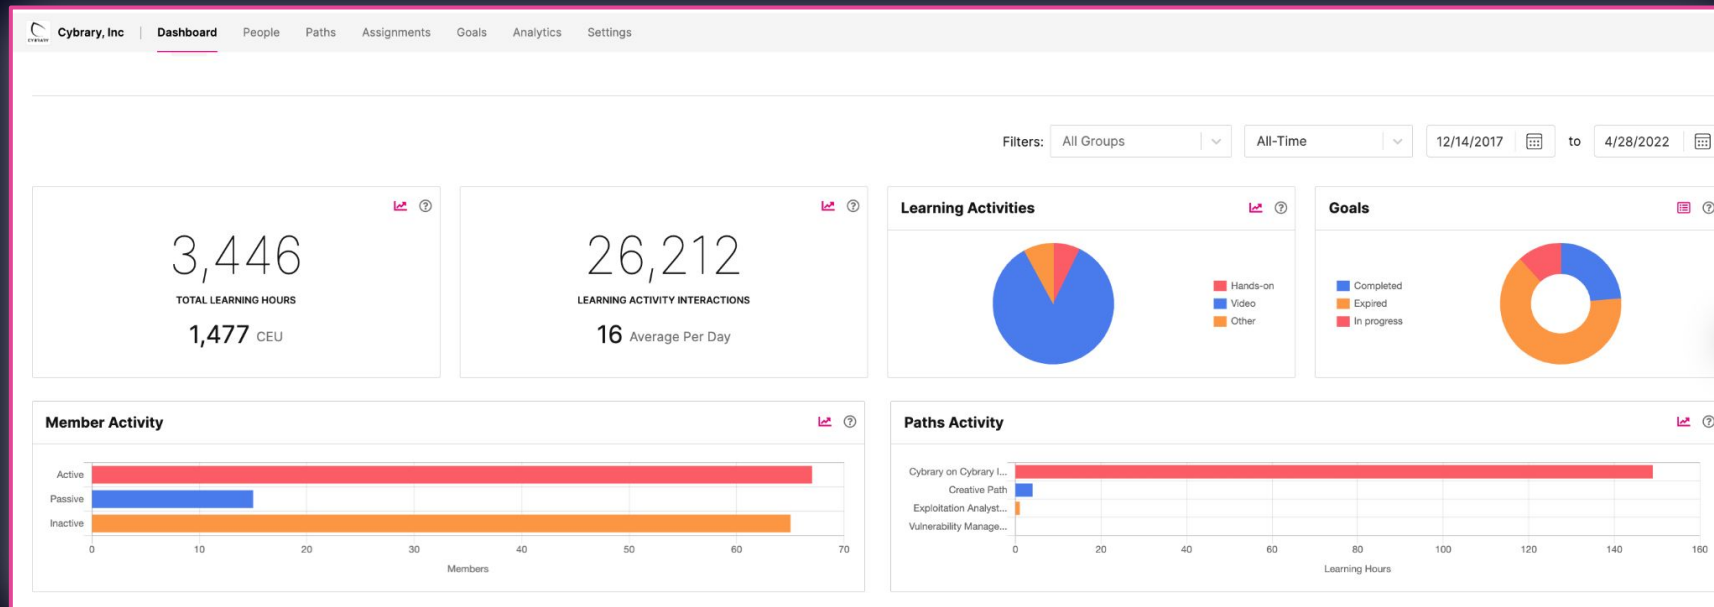 CYBRARY Cybrary, Inc | Dashboard People Paths Assignments Goals Analytics Settings
Filters: All Groups All-Time 12/14/2017 to 4/28/2022
3,446
TOTAL LEARNING HOURS
1,477 CEU
26,212
LEARNING ACTIVITY INTERACTIONS
16 Average Per Day
Learning Activities
Hands-on
Video
Other
Goals
Completed
Expired
In progress
Member Activity
Active
Passive
Inactive
0 10 20 30 40 50 60 70
Members
Paths Activity
Cybrary on Cybrary I...
Creative Path
Exploitation Analyst...
Vulnerability Manage...
0 20 40 60 80 100 120 140 160
Learning Hours